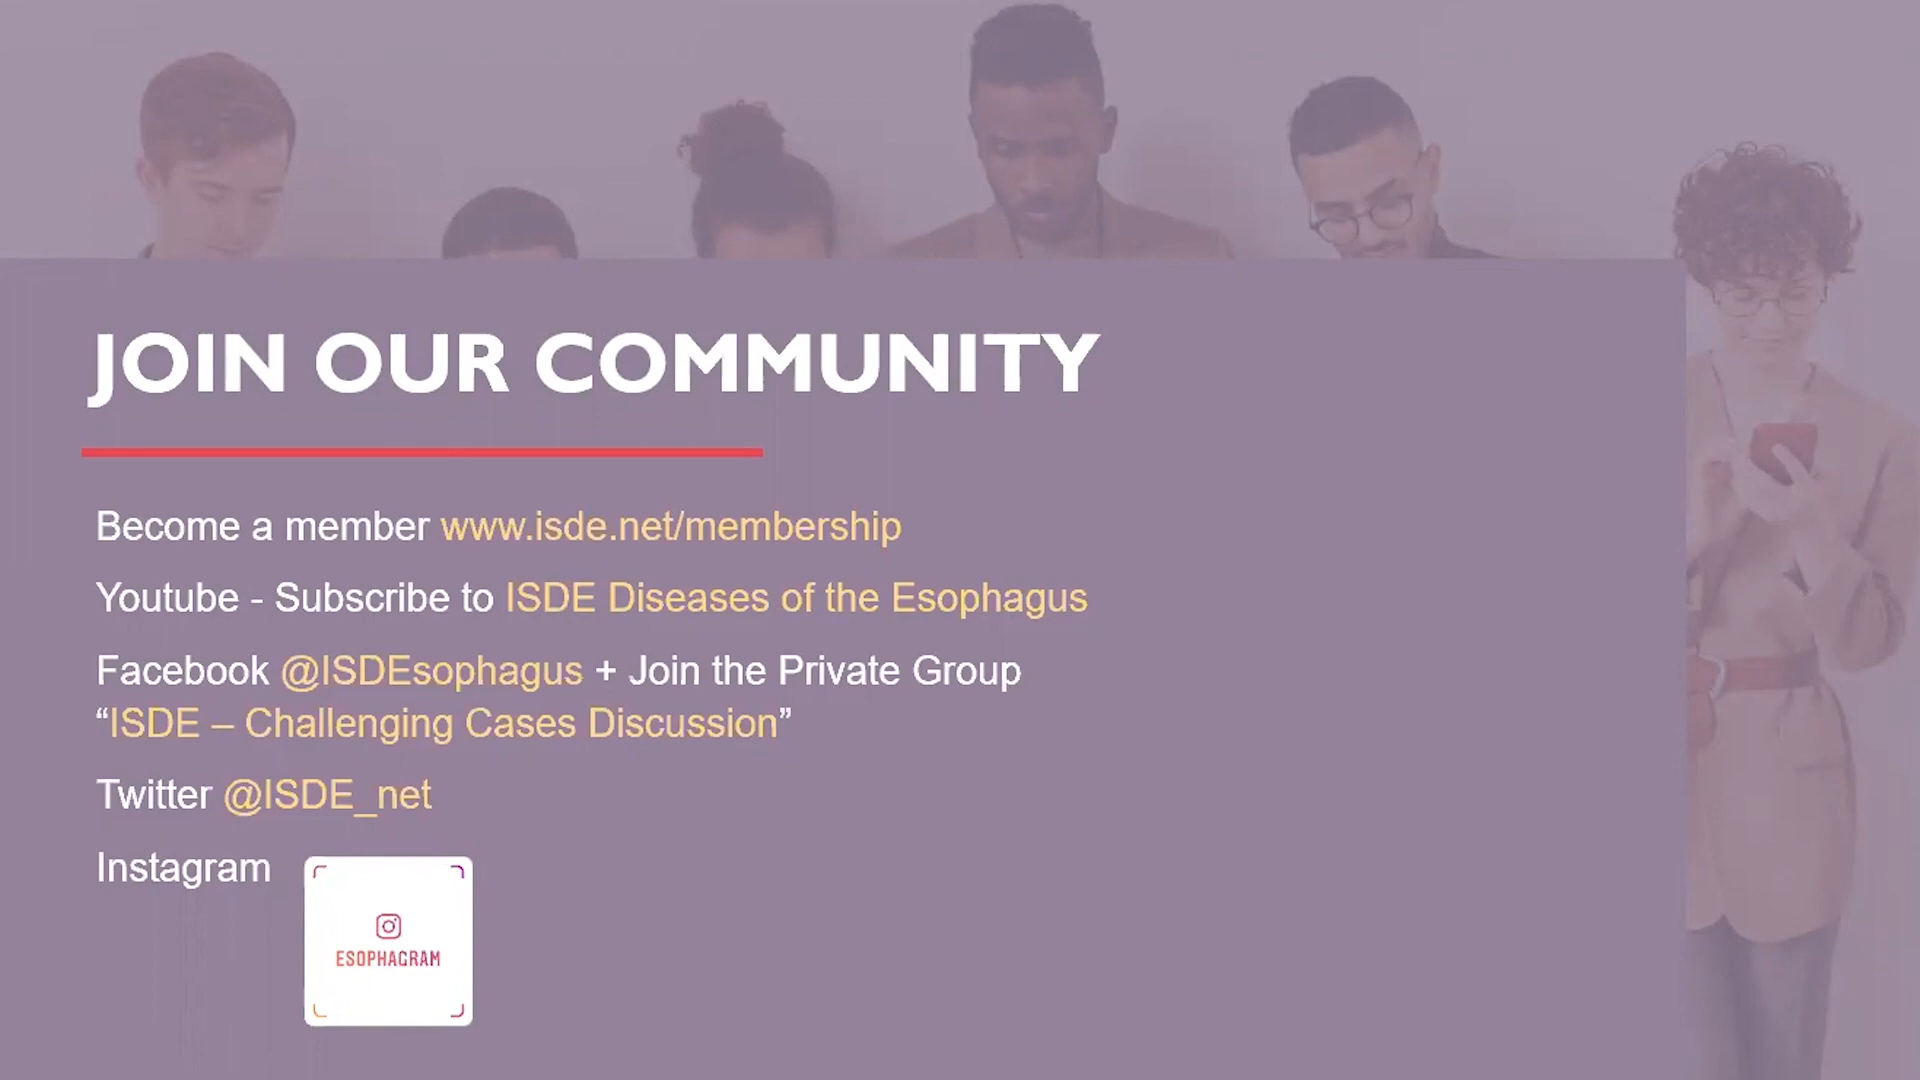 JOIN OUR COMMUNITY
Become a member www.isde.net/membership
Youtube - Subscribe to ISDE Diseases of the Esophagus
Facebook @ISDEsophagus + Join the Private Group
“ISDE – Challenging Cases Discussion”
Twitter @ISDE_net
Instagram
ESOPHAGRAM